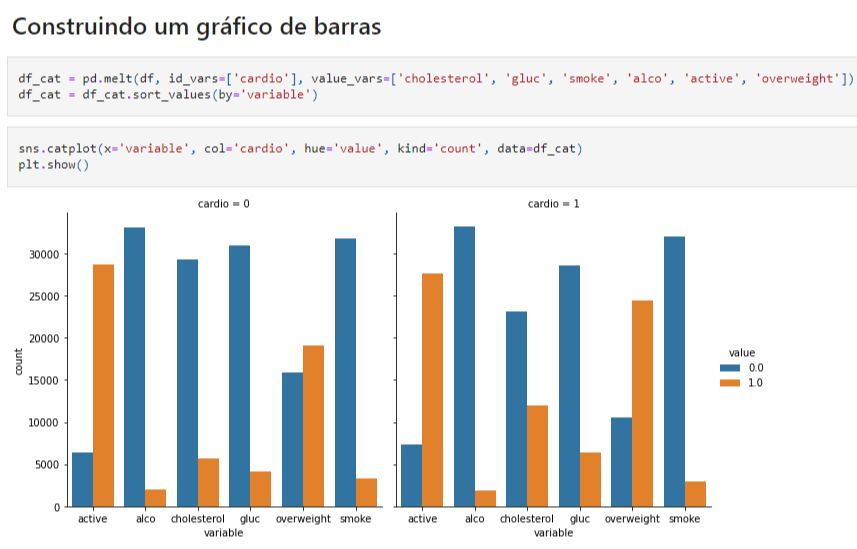 Construindo um gráfico de barras
df_cat = pd.melt(df, id_vars=['cardio'], value_vars=['cholesterol', 'gluc', 'smoke', 'alco', 'active', 'overweight'])
df_cat = df_cat.sort_values(by='variable')
sns.catplot(x='variable', col='cardio', hue='value', kind='count', data=df_cat)
plt.show()
cardio = 0
cardio = 1
30000
25000
20000
15000
10000
5000
0
count
active alco cholesterol gluc overweight smoke
variable
active alco cholesterol gluc overweight smoke
variable
value
0.0
1.0